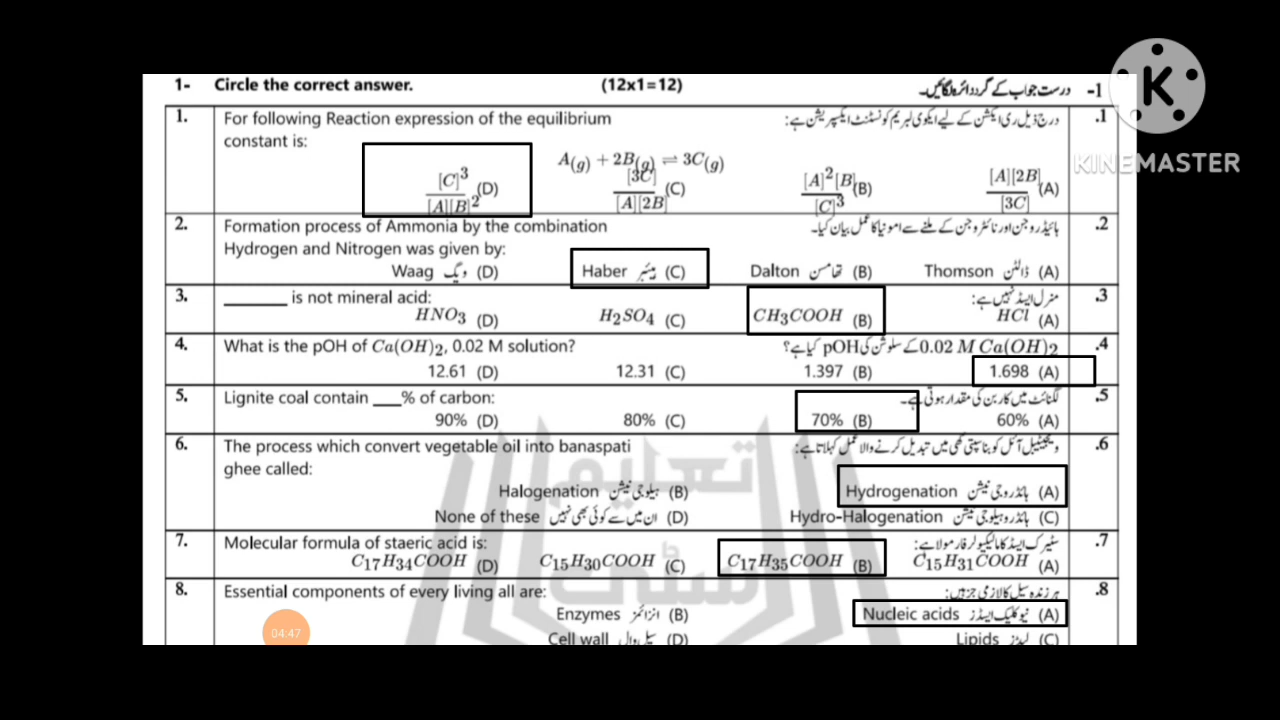 1- Circle the correct answer. (12x1=12) 1- درست جواب کے گرد دائرہ لگائیں۔
K
KINEMASTER
1. For following Reaction expression of the equilibrium درج ذیل ری ایکشن کے لیے ایکوی لبریم کونسٹنٹ ایکسپریشن ہے: .1
constant is:
A(g) + 2B(g) ⇌ 3C(g)
[C]^3/[A][B]^2 (D) [3C]/[A][2B] (C) [A]^2[B]/[C]^3 (B) [A][2B]/[3C] (A)
2. Formation process of Ammonia by the combination ہائیڈروجن اور نائٹروجن کے ملنے سے امونیا کا عمل بیان کیا۔ .2
Hydrogen and Nitrogen was given by:
Waag ویگ (D) Haber ہیبر (C) Dalton تھامسن (B) Thomson ڈالٹن (A)
3. _______ is not mineral acid: منرل ایسڈ نہیں ہے: .3
HNO3 (D) H2SO4 (C) CH3COOH (B) HCl (A)
4. What is the pOH of Ca(OH)2, 0.02 M solution? 0.02 M Ca(OH)2 کے سلوشن کی pOH کیا ہے؟ .4
12.61 (D) 12.31 (C) 1.397 (B) 1.698 (A)
5. Lignite coal contain ___% of carbon: لگنائٹ میں کاربن کی مقدار ہوتی ہے۔ .5
90% (D) 80% (C) 70% (B) 60% (A)
6. The process which convert vegetable oil into banaspati ویجیٹیبل آئل کو بناسپتی گھی میں تبدیل کرنے والا عمل کہلاتا ہے: .6
ghee called:
Halogenation ہیلوجی نیشن (B) Hydrogenation ہائڈروجی نیشن (A)
None of these ان میں سے کوئی بھی نہیں (D) Hydro-Halogenation ہائڈروہیلوجی نیشن (C)
7. Molecular formula of staeric acid is: سٹیرک ایسڈ کا مالیکیولر فارمولا ہے: .7
C17H34COOH (D) C15H30COOH (C) C17H35COOH (B) C15H31COOH (A)
8. Essential components of every living all are: ہر زندہ سیل کا لازمی جز ہیں: .8
Enzymes انزائمز (B) Nucleic acids نیوکلیک ایسڈز (A)
Cell wall سیل وال (D) Lipids لپڈز (C)
تعلیم
سٹی
04:47